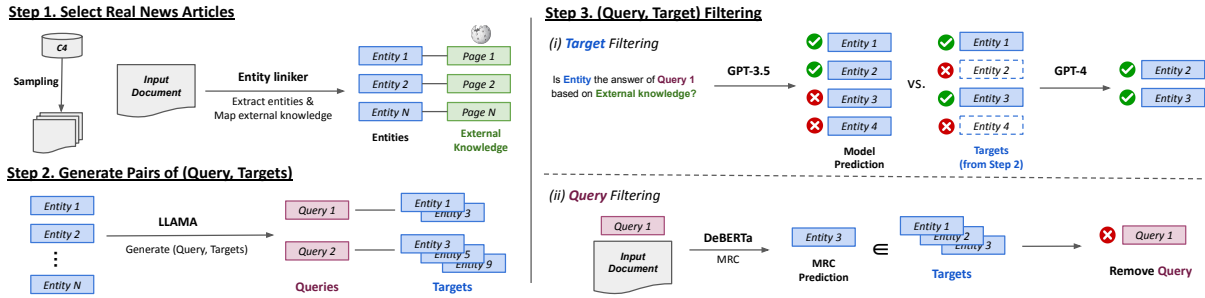 Step 1. Select Real News Articles
C4
Sampling
Input
Document
Entity liniker
Extract entities &
Map external knowledge
Entity 1
Page 1
Entity 2
Page 2
Entity N
Page N
Entities
External
Knowledge
Step 2. Generate Pairs of (Query, Targets)
Entity 1
Entity 2
Entity N
LLAMA
Generate (Query, Targets)
Query 1
Entity 1
Entity 3
Query 2
Entity 3
Entity 5
Entity 9
Queries
Targets
Step 3. (Query, Target) Filtering
(i) Target Filtering
Is Entity the answer of Query 1
based on External knowledge?
GPT-3.5
Entity 1
Entity 2
Entity 3
Entity 4
Model
Prediction
VS.
Entity 1
Entity 2
Entity 3
Entity 4
Targets
(from Step 2)
GPT-4
Entity 2
Entity 3
(ii) Query Filtering
Query 1
Input
Document
DeBERTa
MRC
Entity 3
MRC
Prediction
∈
Entity 1
Entity 2
Entity 3
Targets
Query 1
Remove Query